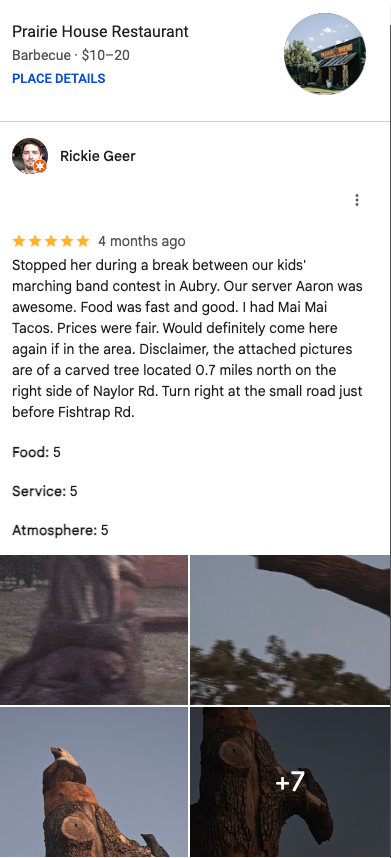 Prairie House Restaurant
Barbecue · $10–20
PLACE DETAILS
Rickie Geer
4 months ago
Stopped her during a break between our kids'
marching band contest in Aubry. Our server Aaron was
awesome. Food was fast and good. I had Mai Mai
Tacos. Prices were fair. Would definitely come here
again if in the area. Disclaimer, the attached pictures
are of a carved tree located 0.7 miles north on the
right side of Naylor Rd. Turn right at the small road just
before Fishtrap Rd.
Food: 5
Service: 5
Atmosphere: 5
+7